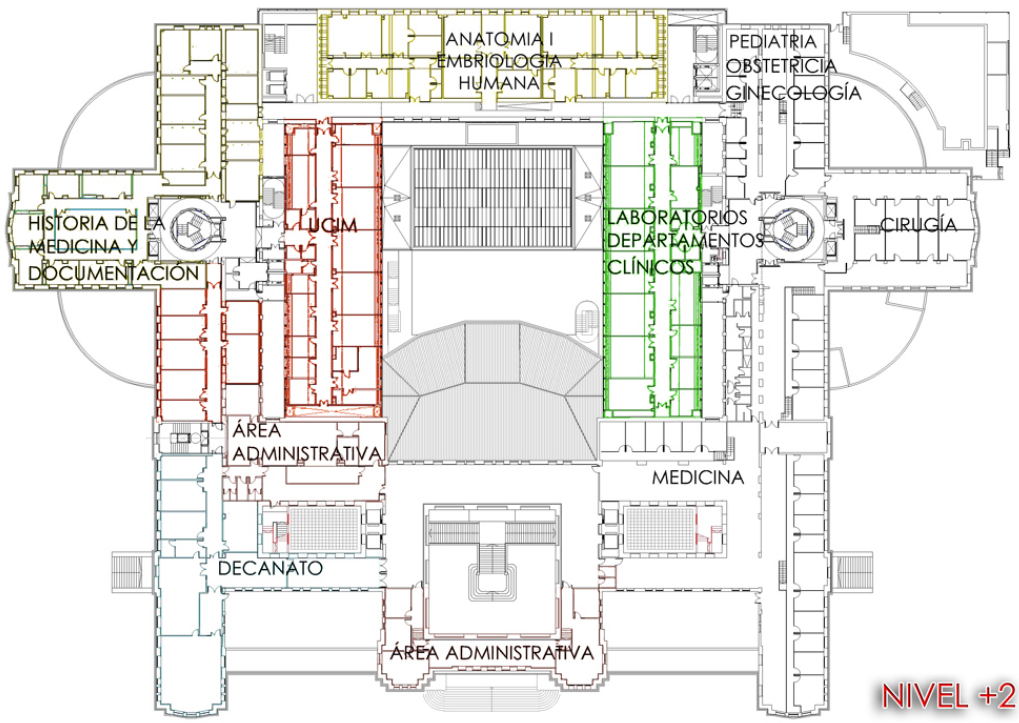 ANATOMIA I
EMBRIOLOGÍA
HUMANA
PEDIATRIA
OBSTETRICIA
GINECOLOGÍA
HISTORIA DE LA
MEDICINA Y
DOCUMENTACIÓN
UCIM
LABORATORIOS
DEPARTAMENTOS
CLÍNICOS
CIRUGÍA
ÁREA
ADMINISTRATIVA
MEDICINA
DECANATO
ÁREA ADMINISTRATIVA
NIVEL +2